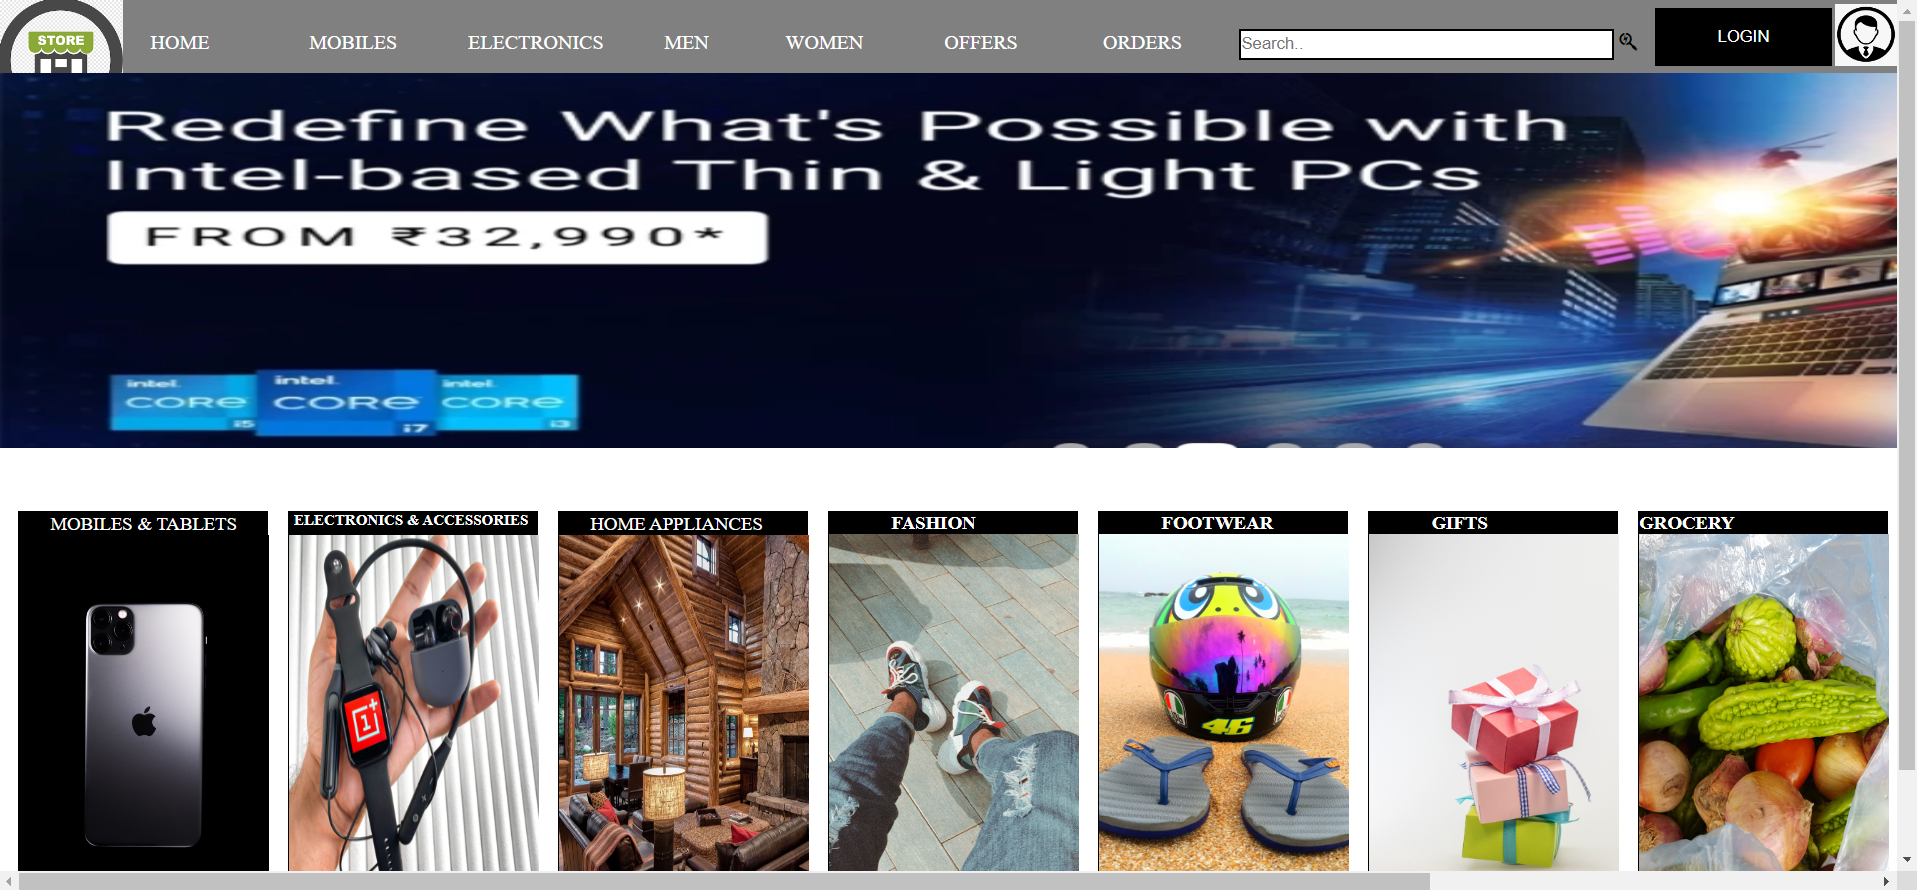 STORE
HOME
MOBILES
ELECTRONICS
MEN
WOMEN
OFFERS
ORDERS
Search..
LOGIN
Redefine What's Possible with
Intel-based Thin & Light PCs
FROM ₹32,990*
intel.
CORE
i5
intel.
CORE
i7
intel.
CORE
i3
MOBILES & TABLETS
ELECTRONICS & ACCESSORIES
HOME APPLIANCES
FASHION
FOOTWEAR
GIFTS
GROCERY
1+
46